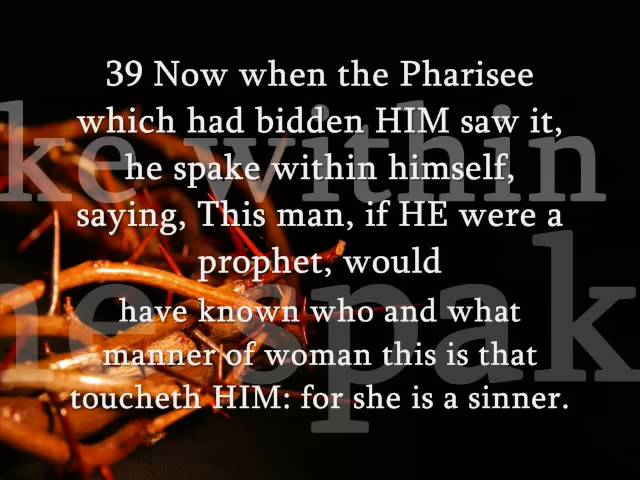 39 Now when the Pharisee
which had bidden HIM saw it,
ke within
he spake within himself,
saying, This man, if HE were a
prophet, would
he spak
have known who and what
manner of woman this is that
toucheth HIM: for she is a sinner.